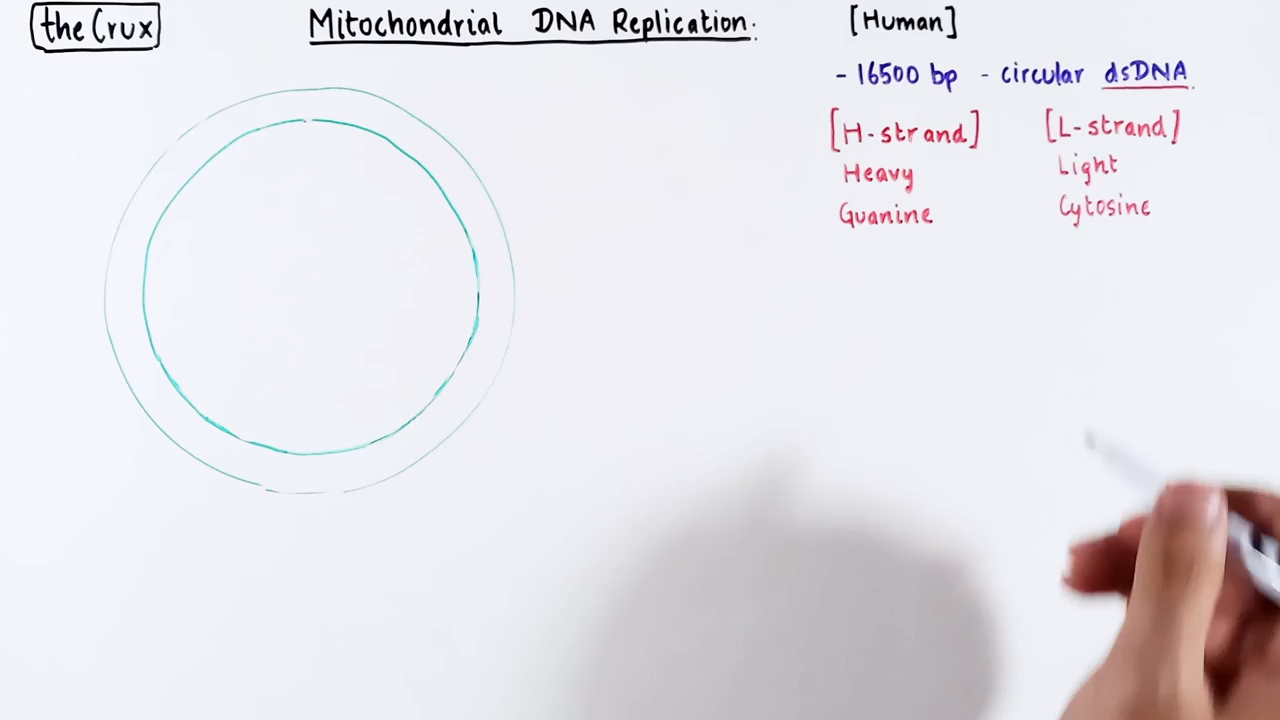 the Crux
Mitochondrial DNA Replication.
[Human]
- 16500 bp - circular dsDNA
[H-strand] [L-strand]
Heavy Light
Guanine Cytosine